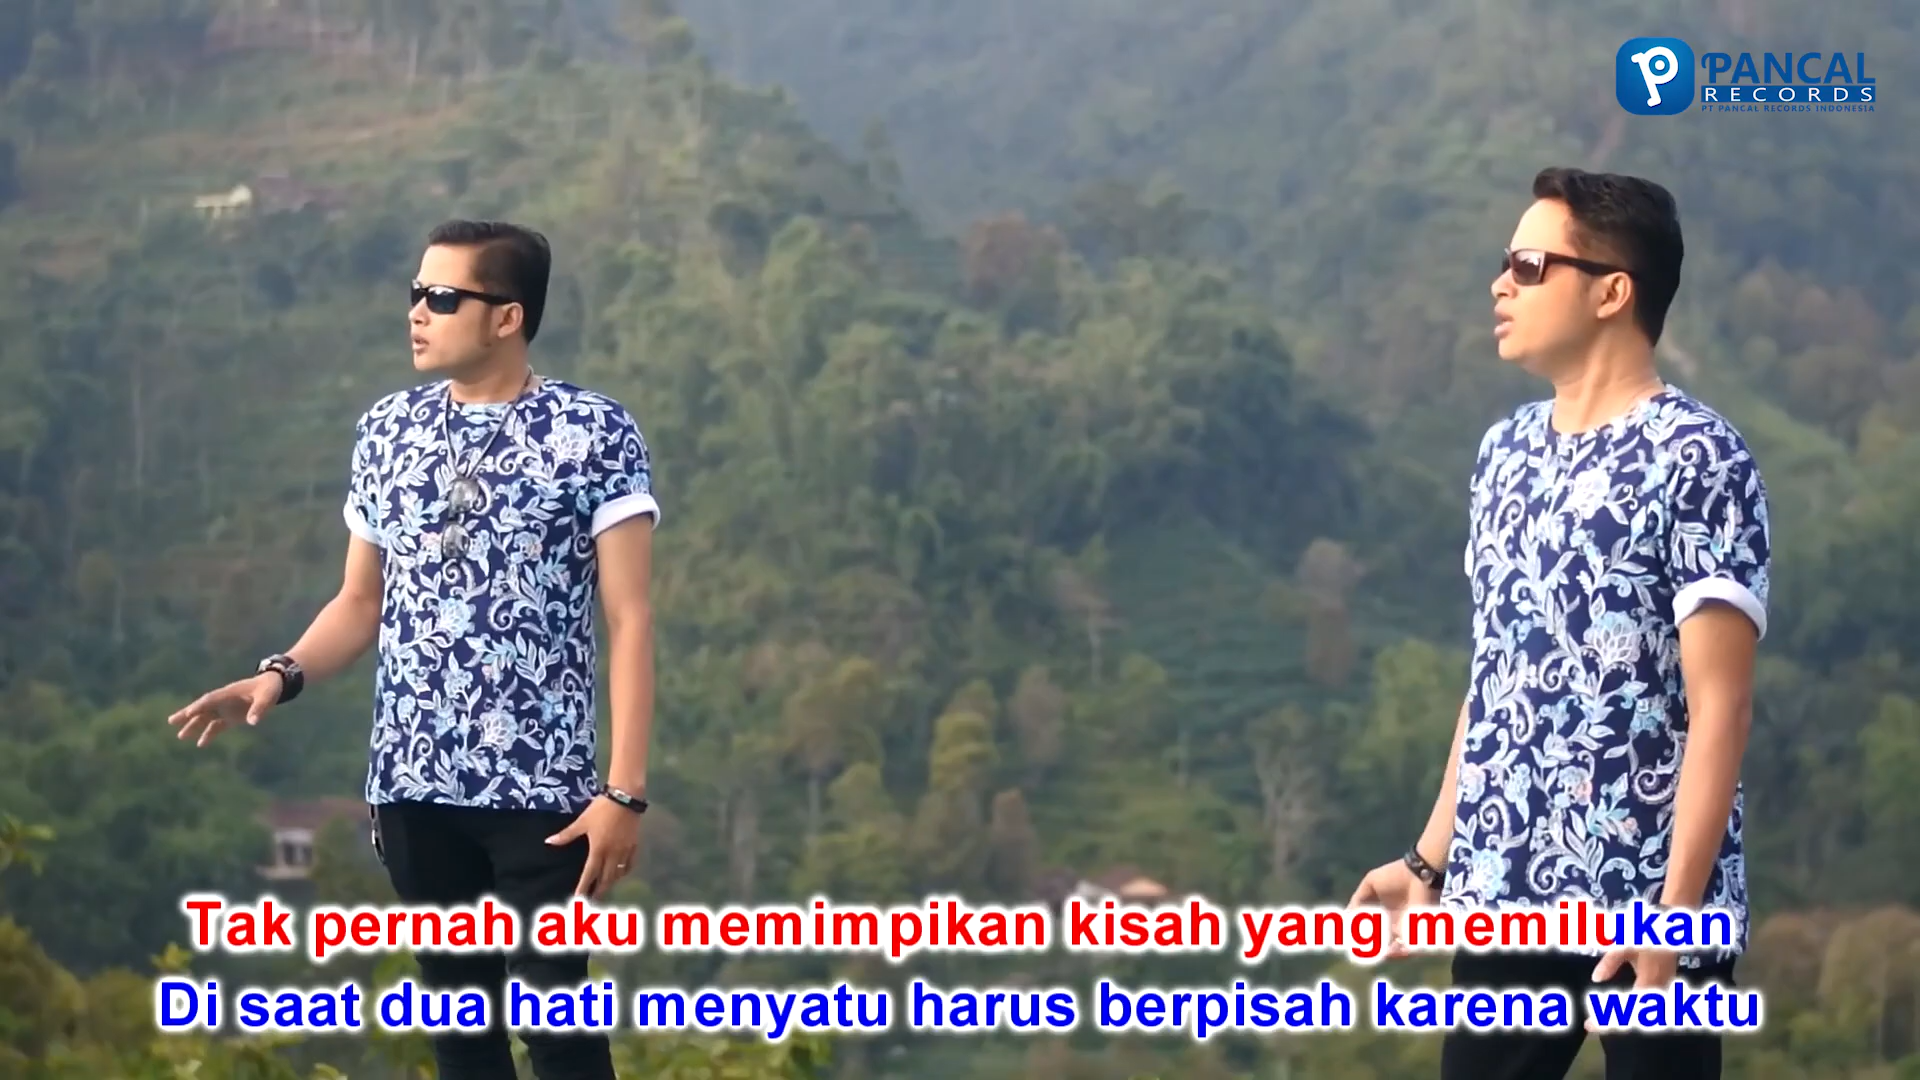 PANCAL
RECORDS
PT PANCAL RECORDS INDONESIA
Tak pernah aku memimpikan kisah yang memilukan
Di saat dua hati menyatu harus berpisah karena waktu